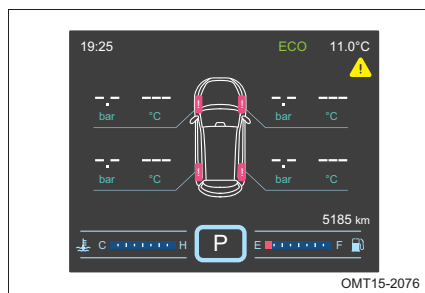 19:25 ECO 11.0°C
-.- --- -.- ---
bar °C bar °C
-.- --- -.- ---
bar °C bar °C
5185 km
C H P E F
OMT15-2076